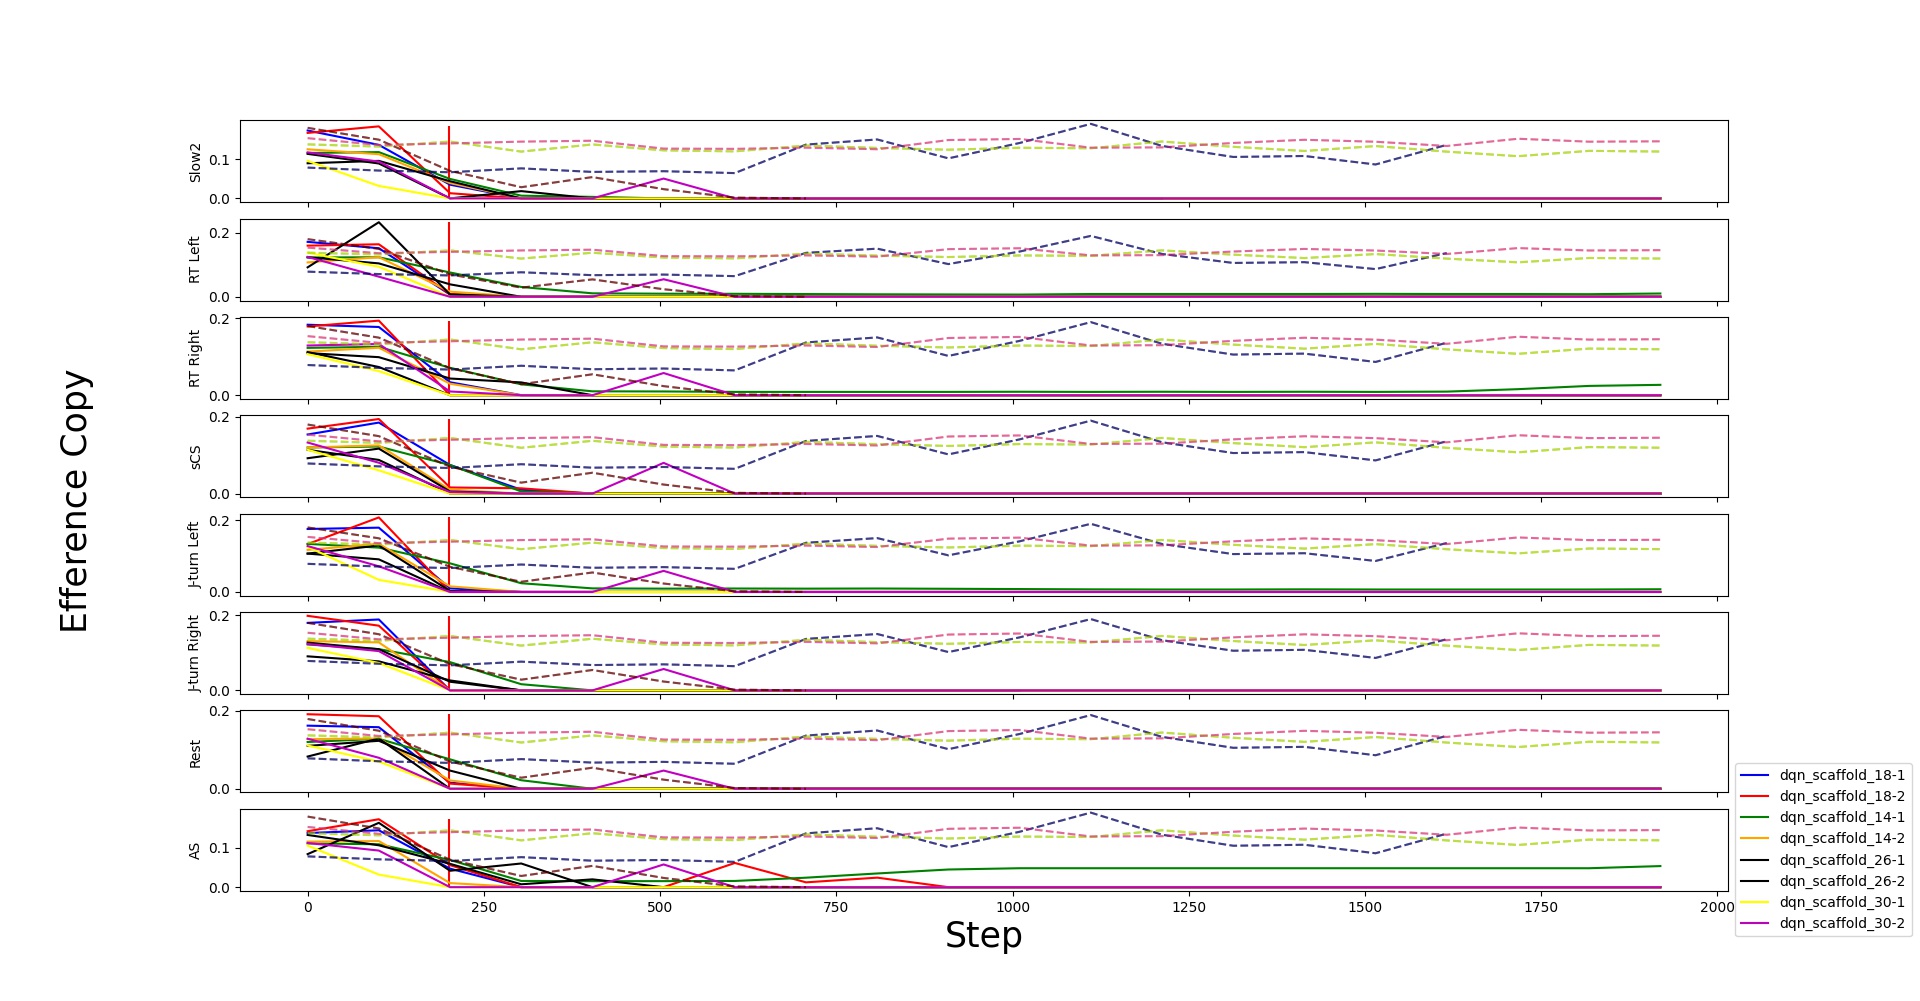 Efference Copy
Slow2
0.1
0.0
RT Left
0.2
0.0
RT Right
0.2
0.0
sCS
0.2
0.0
J-turn Left
0.2
0.0
J-turn Right
0.2
0.0
Rest
0.2
0.0
AS
0.1
0.0
0 250 500 750 1000 1250 1500 1750 2000
Step
dqn_scaffold_18-1
dqn_scaffold_18-2
dqn_scaffold_14-1
dqn_scaffold_14-2
dqn_scaffold_26-1
dqn_scaffold_26-2
dqn_scaffold_30-1
dqn_scaffold_30-2